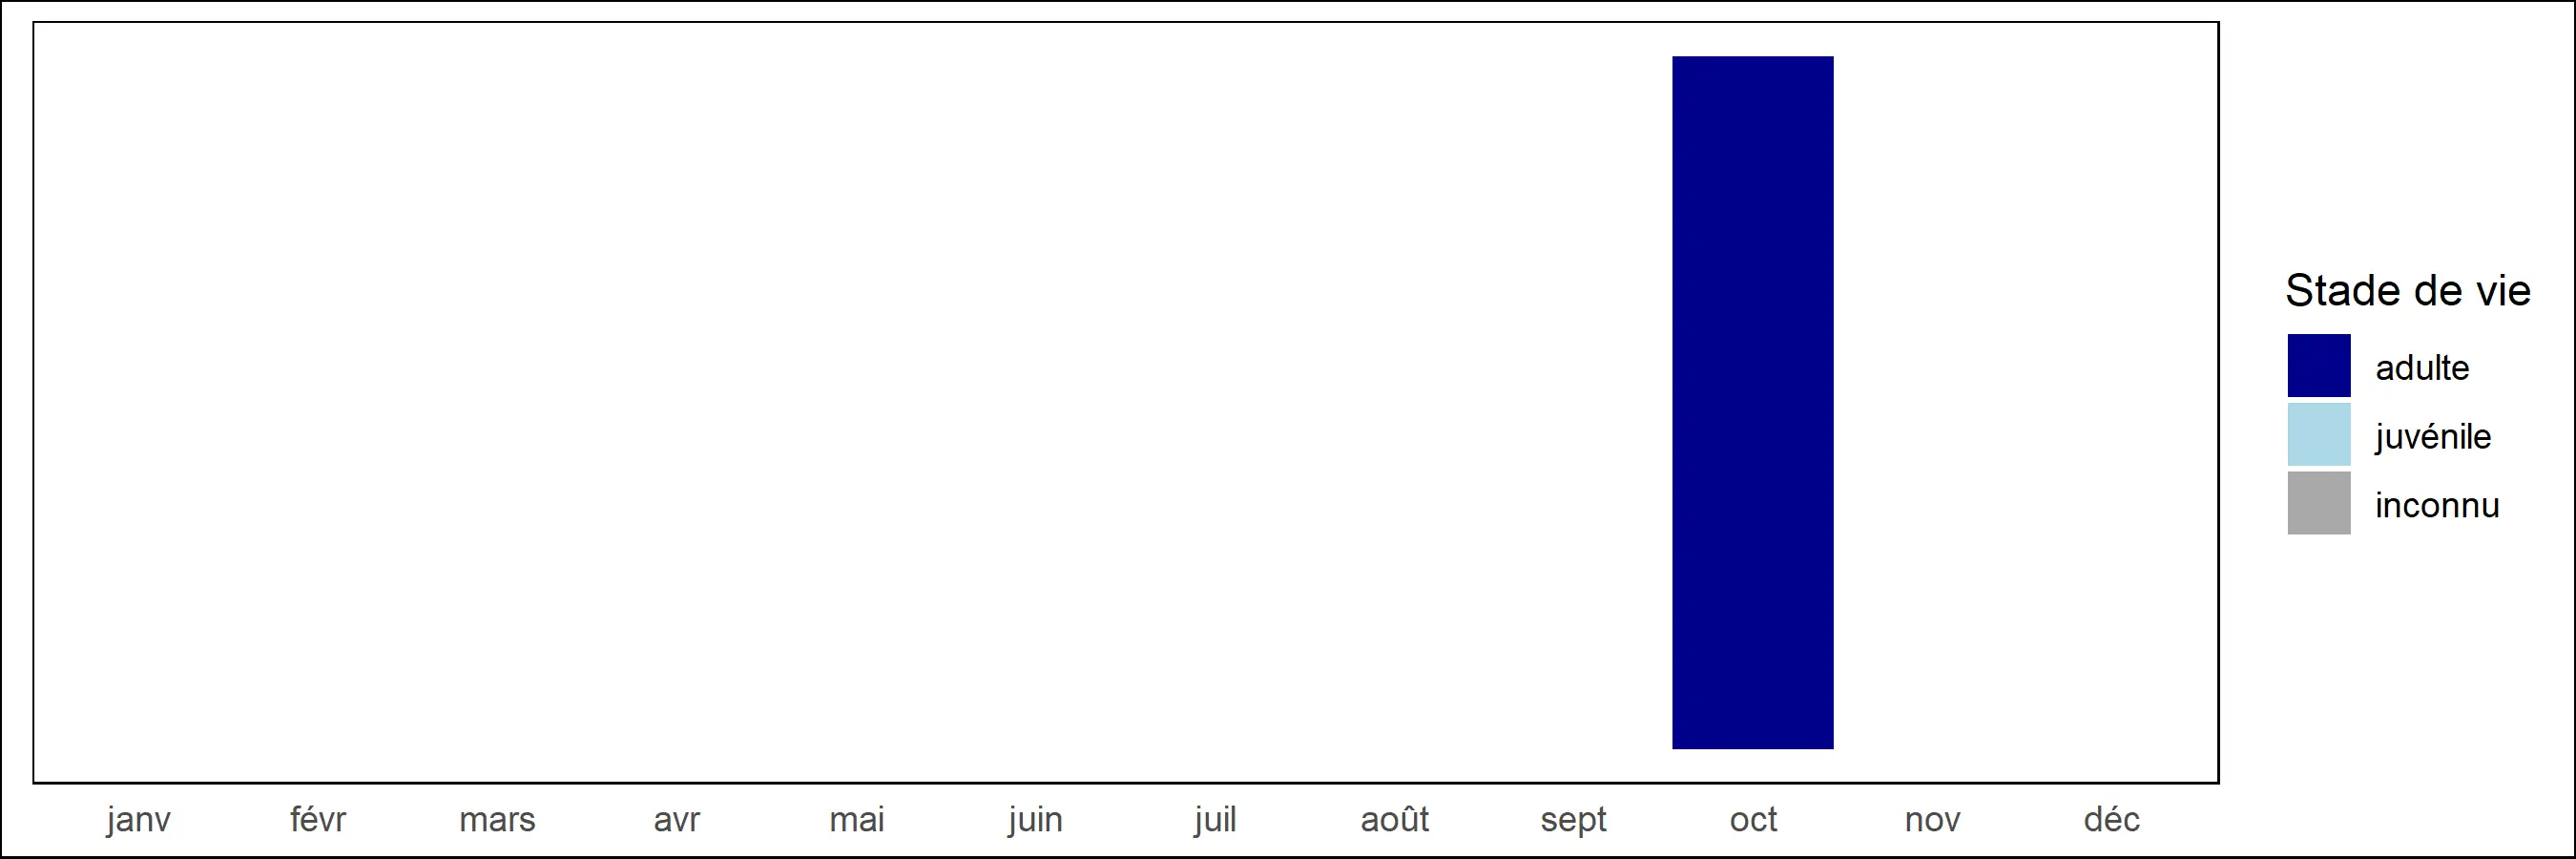 Stade de vie
adulte
juvénile
inconnu
janv févr mars avr mai juin juil août sept oct nov déc